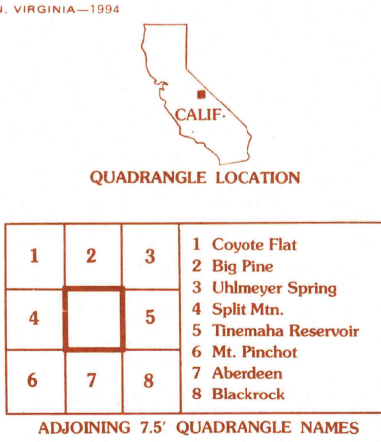 N, VIRGINIA—1994
CALIF.
QUADRANGLE LOCATION
1 2 3
4 5
6 7 8
1 Coyote Flat
2 Big Pine
3 Uhlmeyer Spring
4 Split Mtn.
5 Tinemaha Reservoir
6 Mt. Pinchot
7 Aberdeen
8 Blackrock
ADJOINING 7.5′ QUADRANGLE NAMES